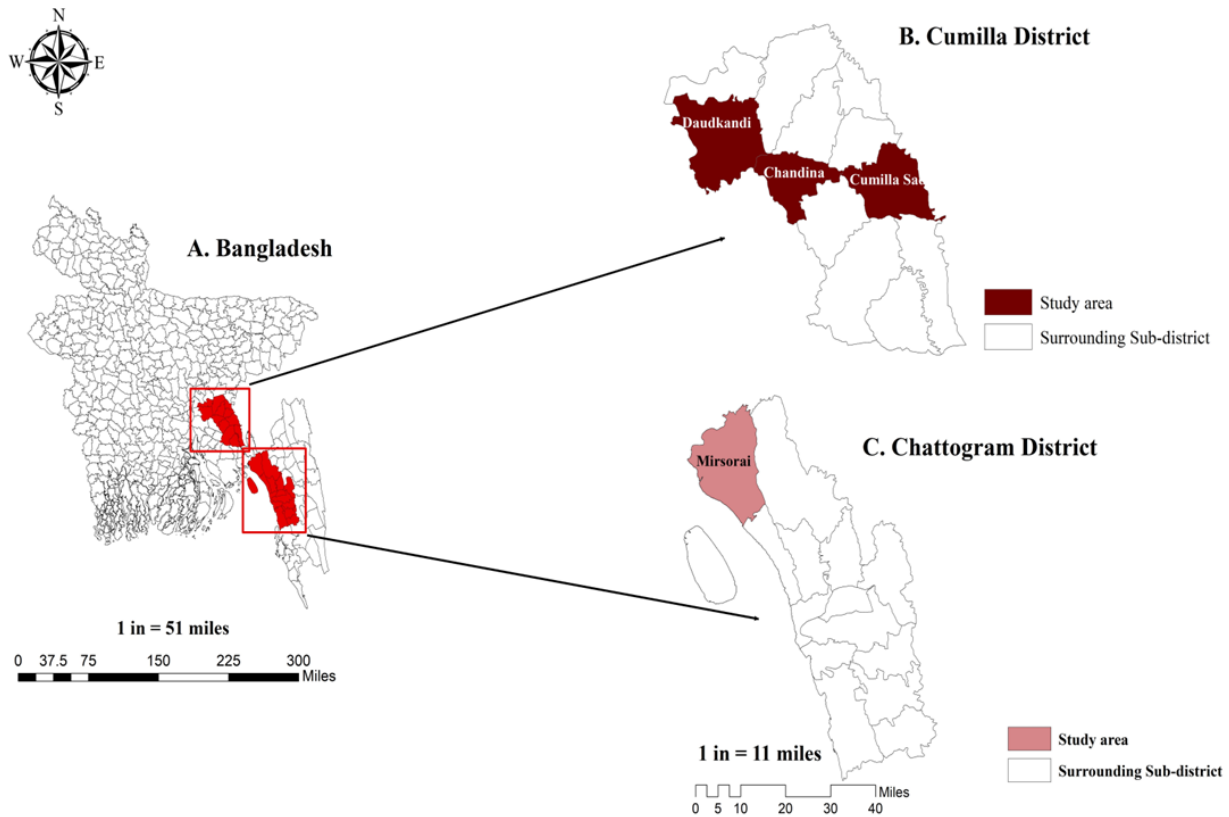 N
W E
S
A. Bangladesh
1 in = 51 miles
0 37.5 75 150 225 300
Miles
B. Cumilla District
Daudkandi
Chandina
Cumilla Sad
Study area
Surrounding Sub-district
C. Chattogram District
Mirsorai
1 in = 11 miles
Miles
0 5 10 20 30 40
Study area
Surrounding Sub-district